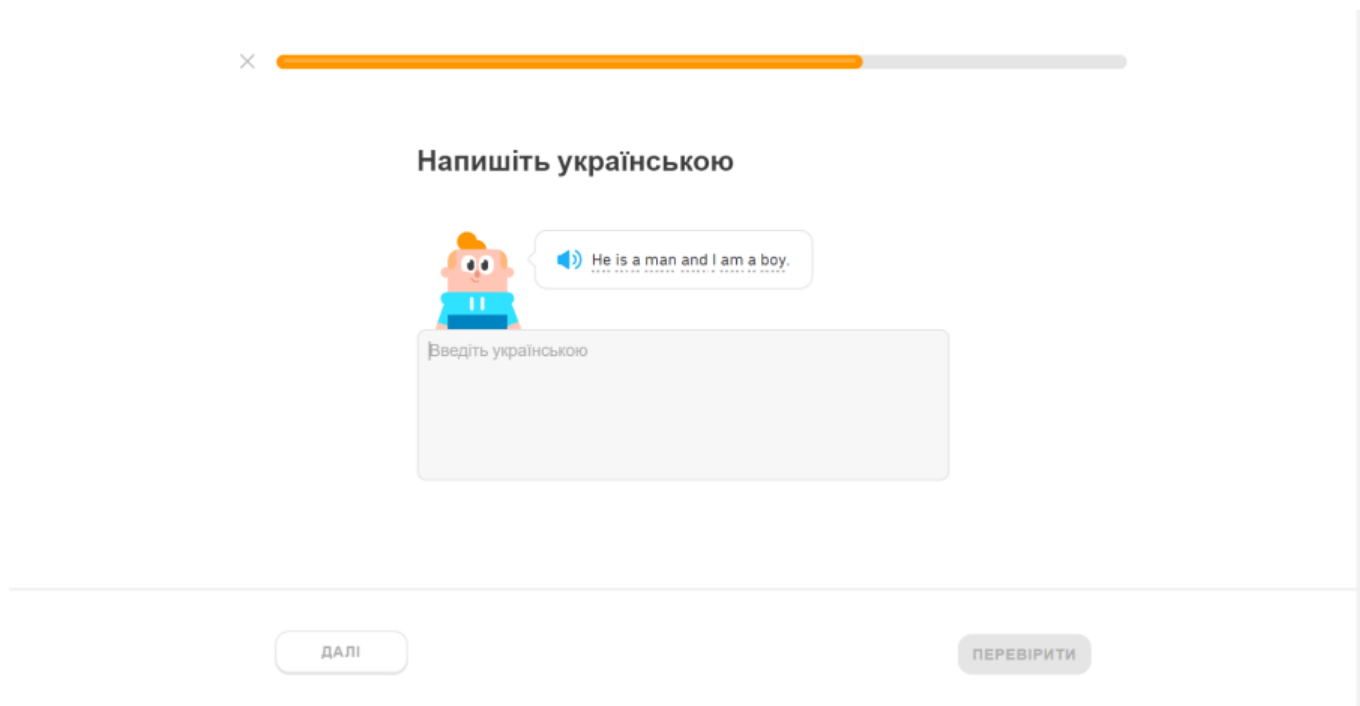 Напишіть українською
He is a man and I am a boy.
Введіть українською
ДАЛІ
ПЕРЕВІРИТИ